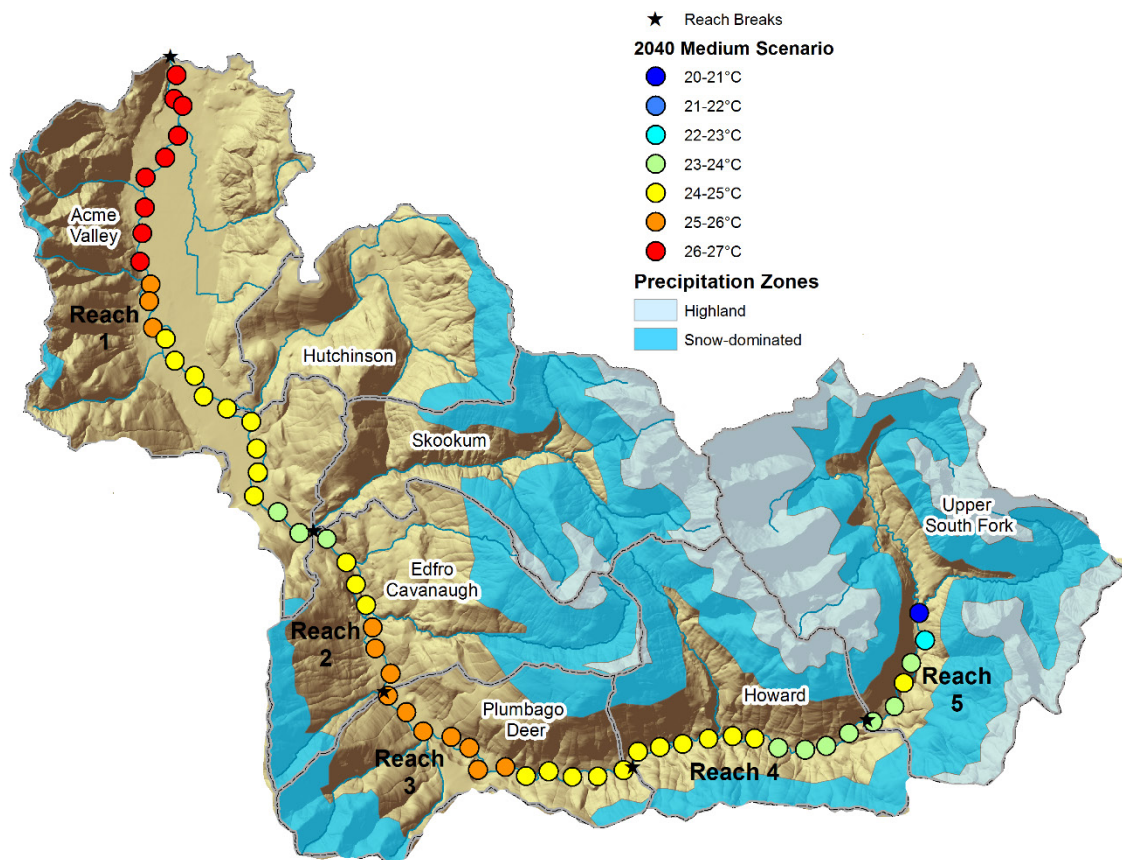 Reach Breaks
2040 Medium Scenario
20-21°C
21-22°C
22-23°C
23-24°C
24-25°C
25-26°C
26-27°C
Precipitation Zones
Highland
Snow-dominated
Acme
Valley
Reach
1
Hutchinson
Skookum
Upper
South Fork
Edfro
Cavanaugh
Reach
2
Reach
5
Howard
Plumbago
Deer
Reach
3
Reach 4